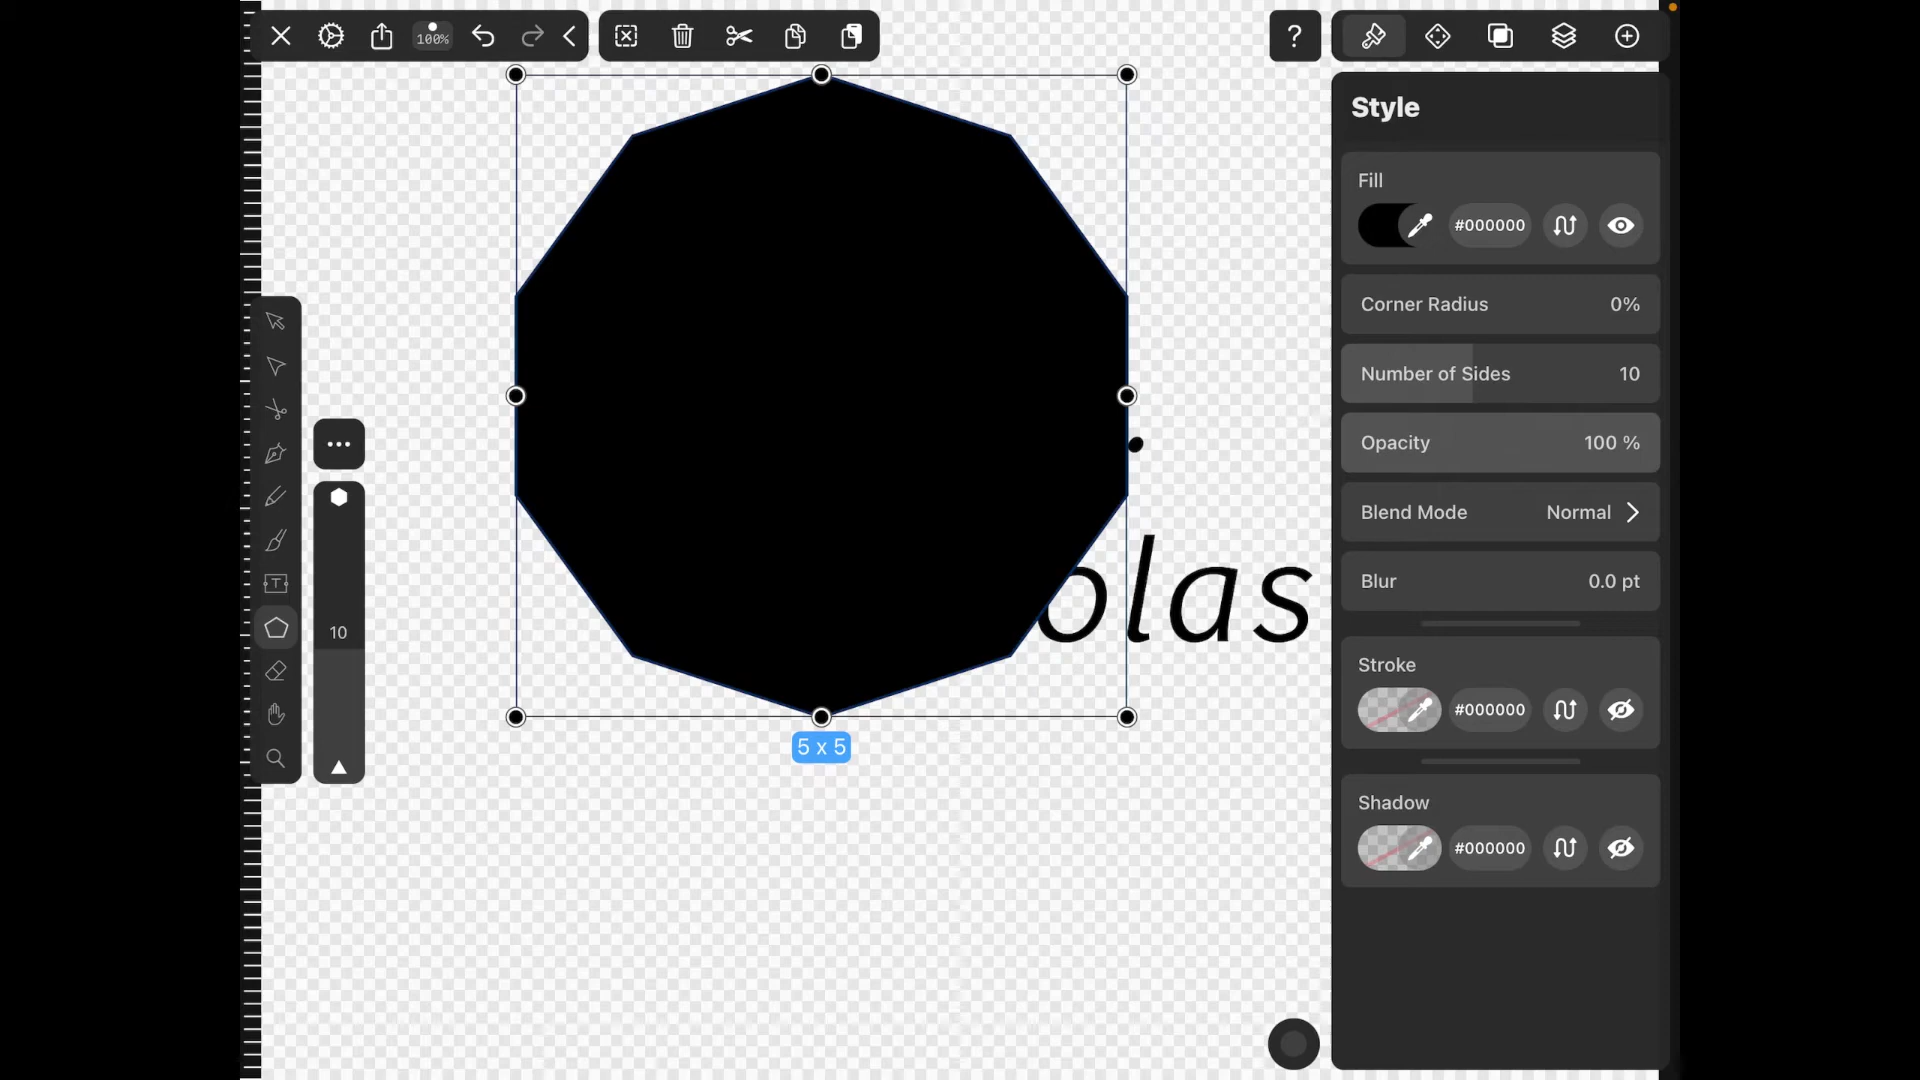 100%
?
Style
Fill
#000000
Corner Radius 0%
Number of Sides 10
Opacity 100 %
Blend Mode Normal
Blur 0.0 pt
Stroke
#000000
Shadow
#000000
T
10
olas
5 x 5